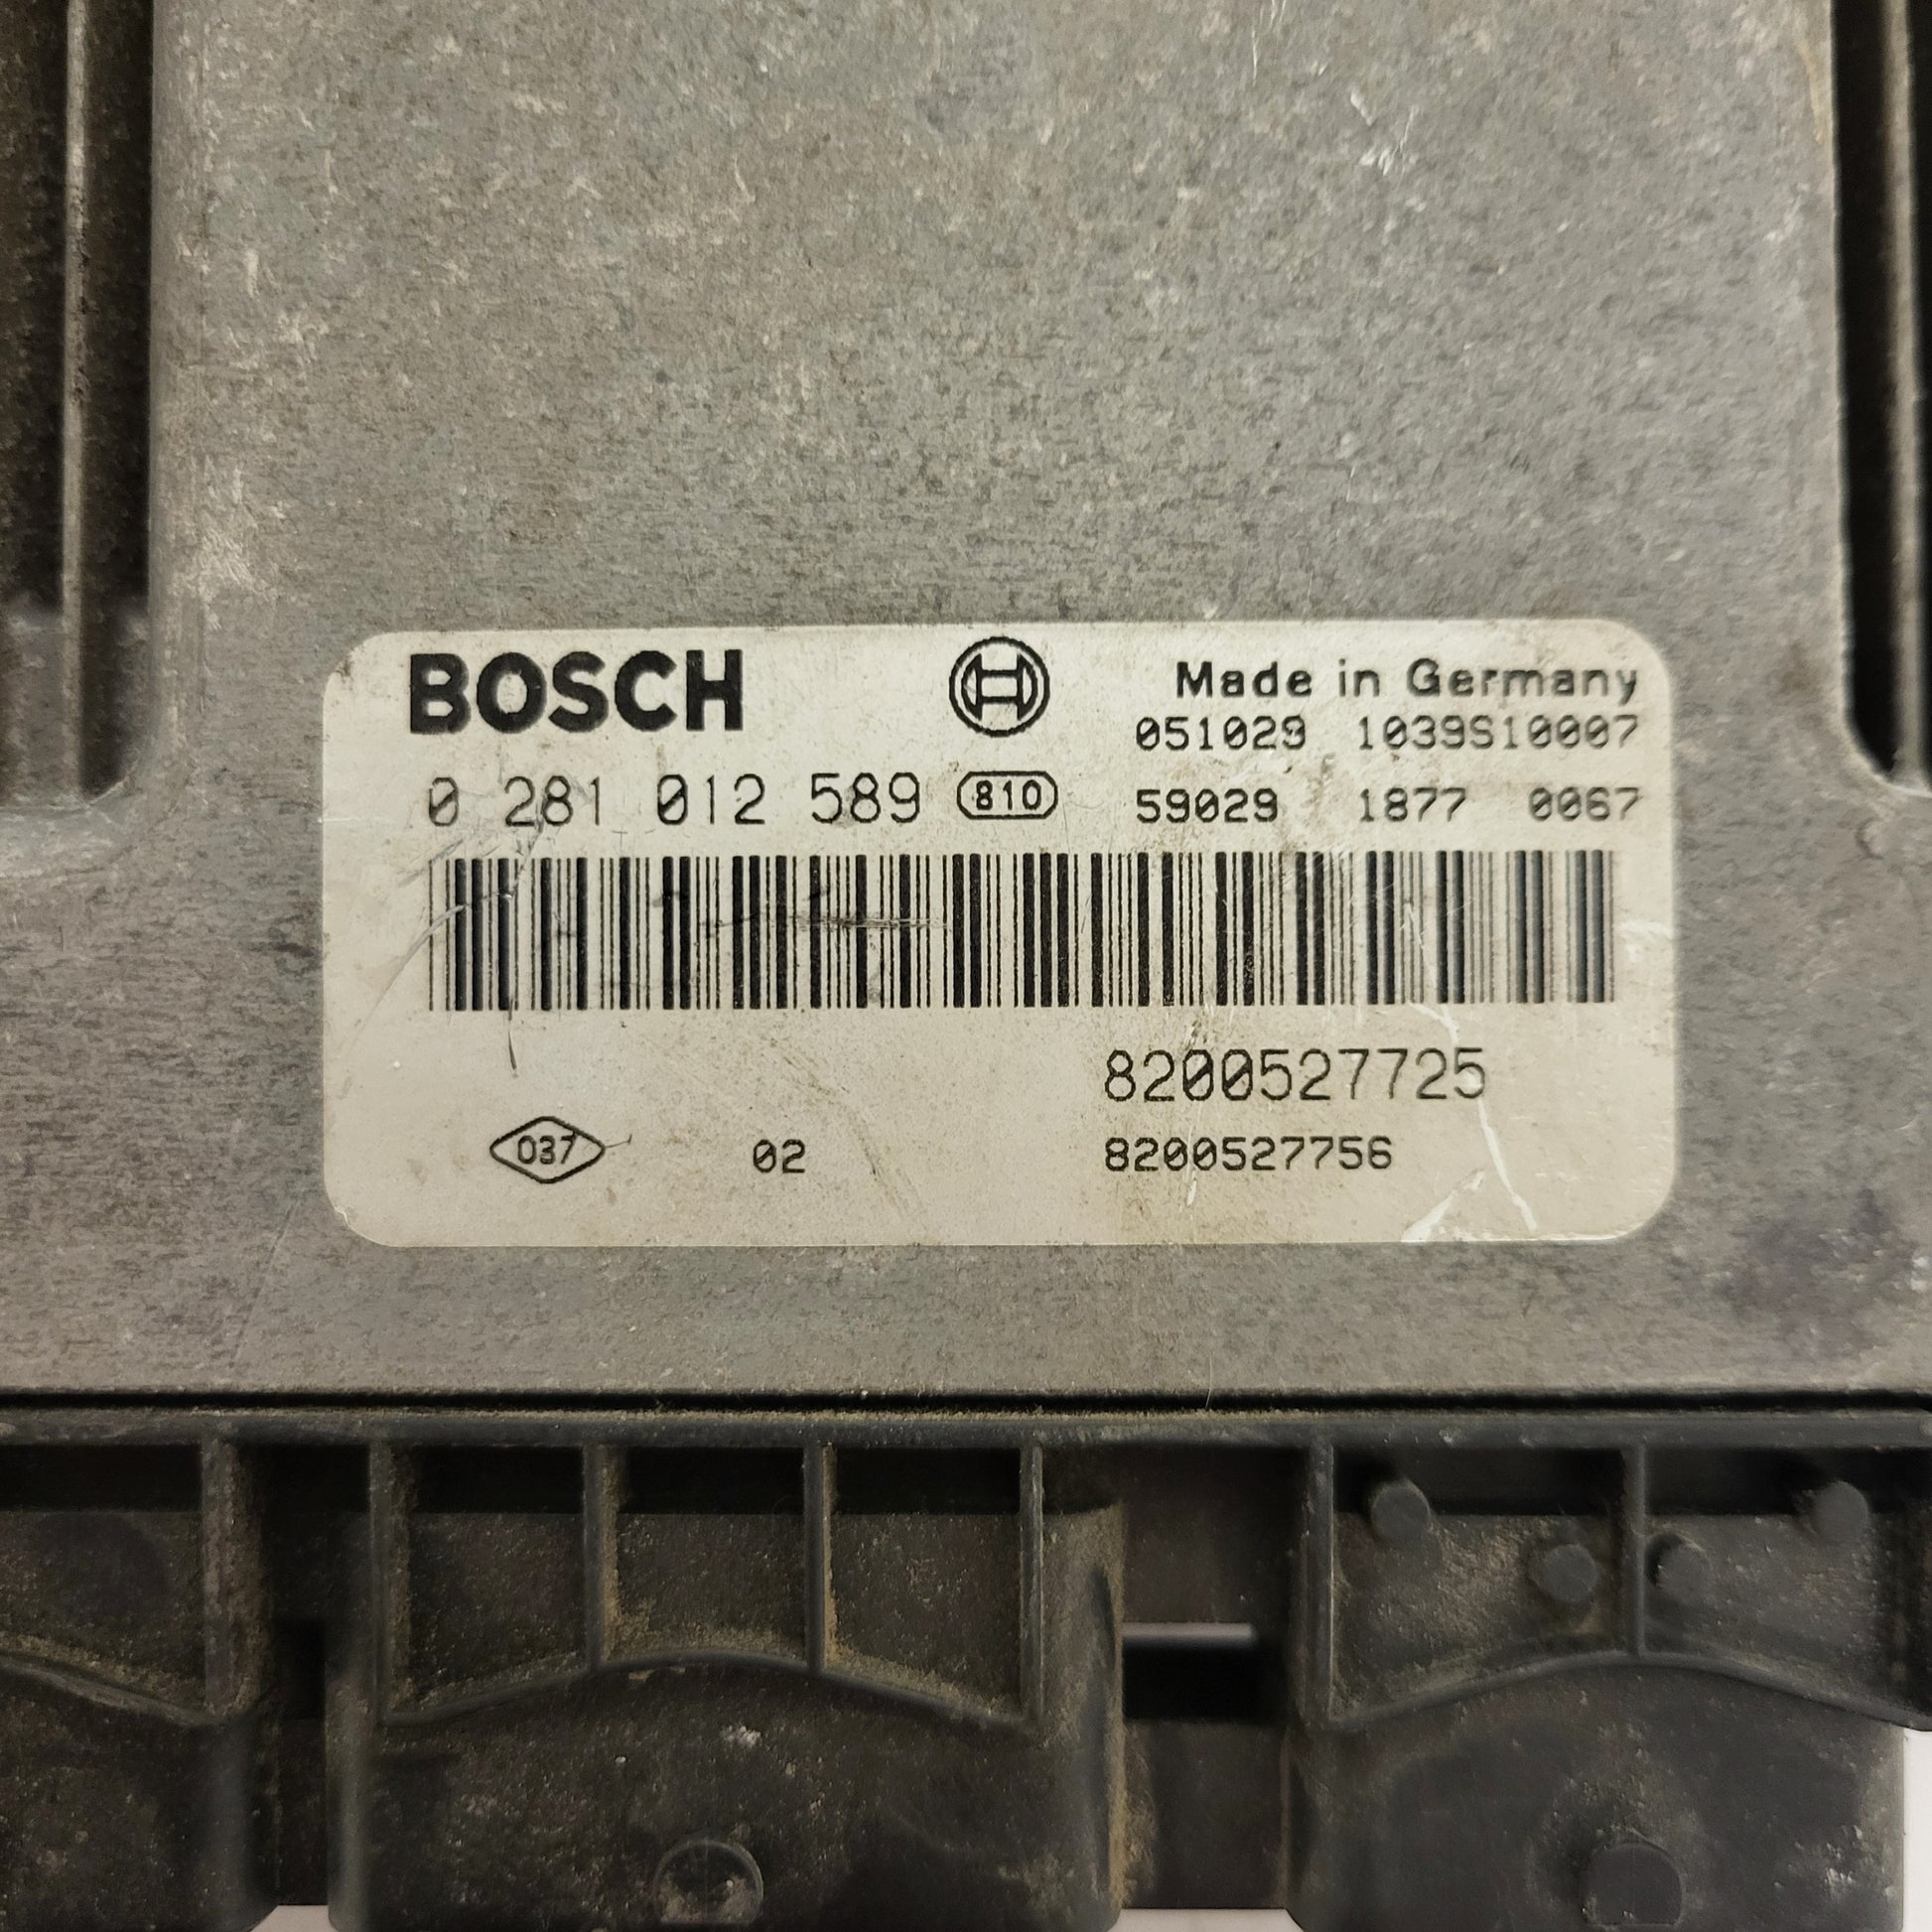 BOSCH
Made in Germany
051029 1039S10007
0 281 012 589 810
59029 1877 0067
8200527725
037 02 8200527756